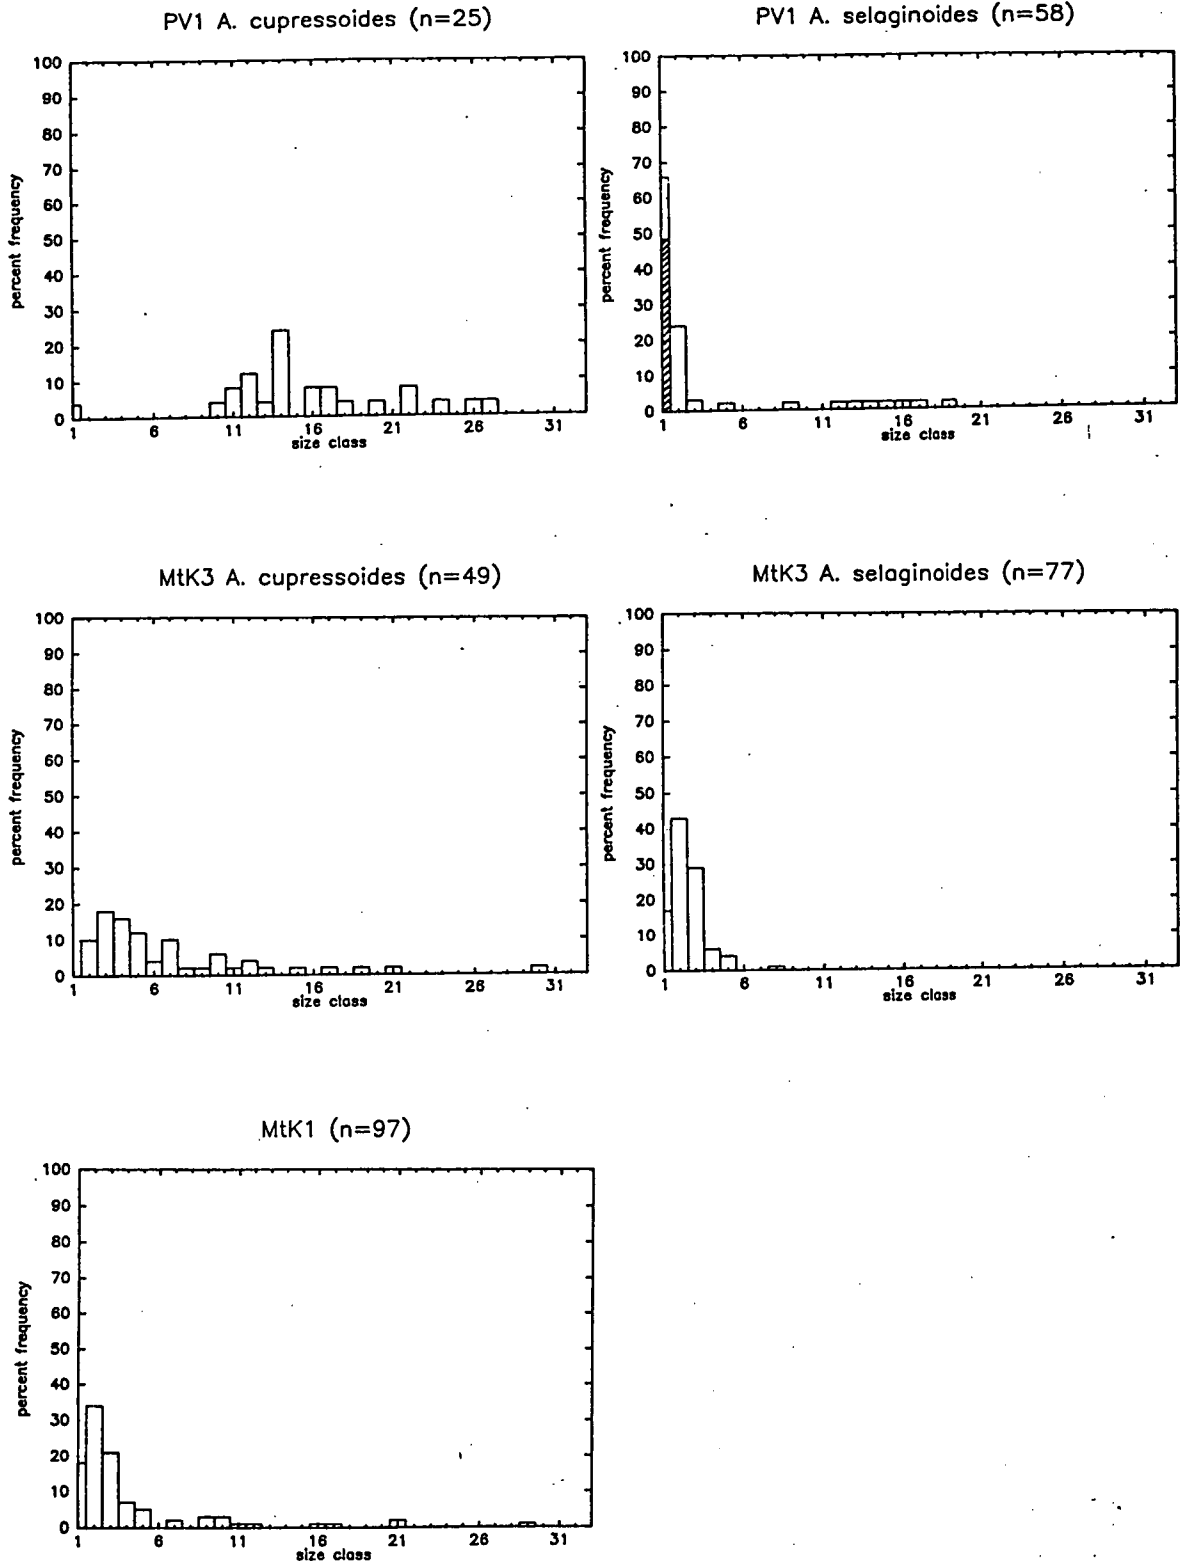 PV1 A. cupressoides (n=25)
100
90
80
70
60
50
40
30
20
10
0
percent frequency
1 6 11 16 21 26 31
size class
PV1 A. selaginoides (n=58)
100
90
80
70
60
50
40
30
20
10
0
percent frequency
1 6 11 16 21 26 31
size class
MtK3 A. cupressoides (n=49)
100
90
80
70
60
50
40
30
20
10
0
percent frequency
1 6 11 16 21 26 31
size class
MtK3 A. selaginoides (n=77)
100
90
80
70
60
50
40
30
20
10
0
percent frequency
1 6 11 16 21 26 31
size class
MtK1 (n=97)
100
90
80
70
60
50
40
30
20
10
0
percent frequency
1 6 11 16 21 26 31
size class